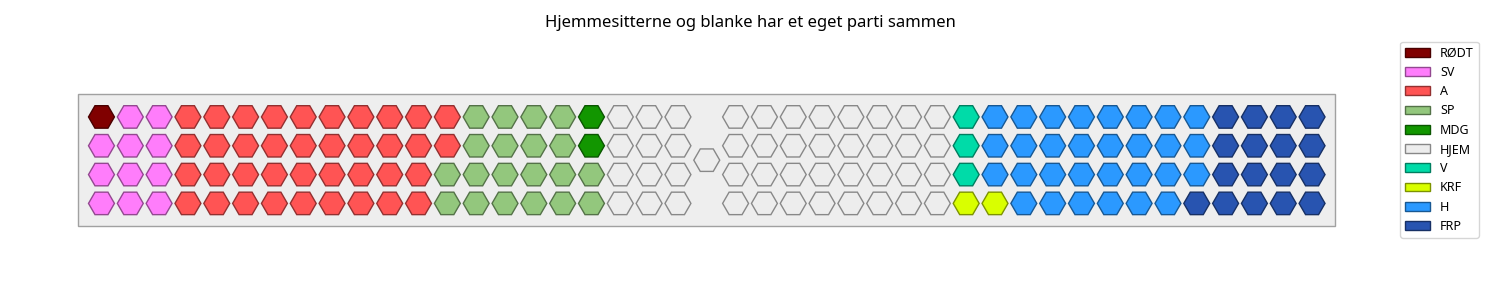 Hjemmesitterne og blanke har et eget parti sammen
RØDT
SV
A
SP
MDG
HJEM
V
KRF
H
FRP